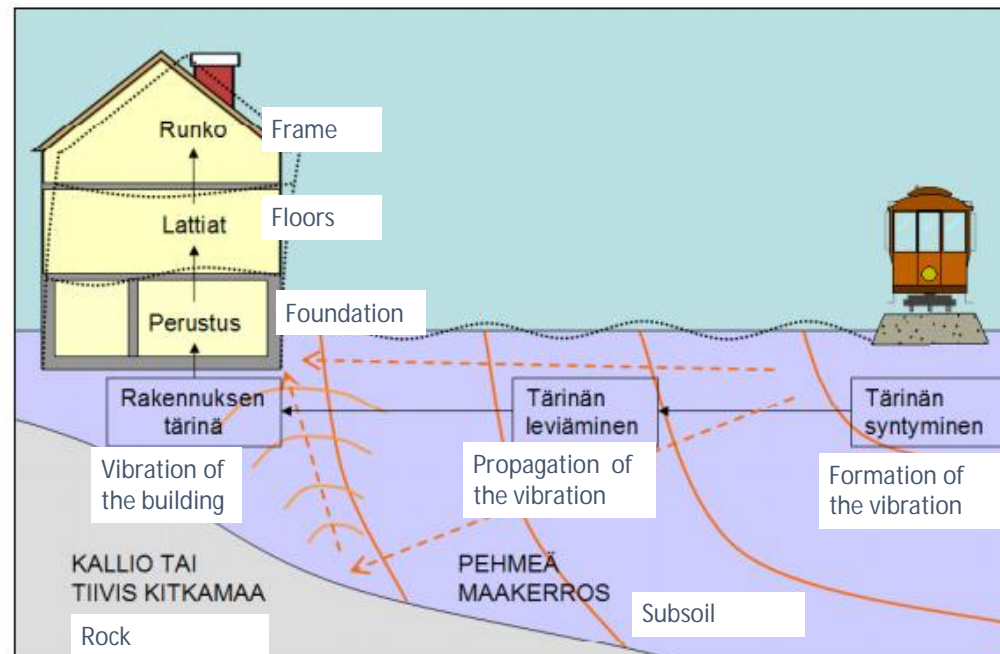 Runko
Frame
Lattiat
Floors
Perustus
Foundation
Rakennuksen
tärinä
Tärinän
leviäminen
Tärinän
syntyminen
Vibration of
the building
Propagation of
the vibration
Formation of
the vibration
KALLIO TAI
TIIVIS KITKAMAA
PEHMEÄ
MAAKERROS
Rock
Subsoil